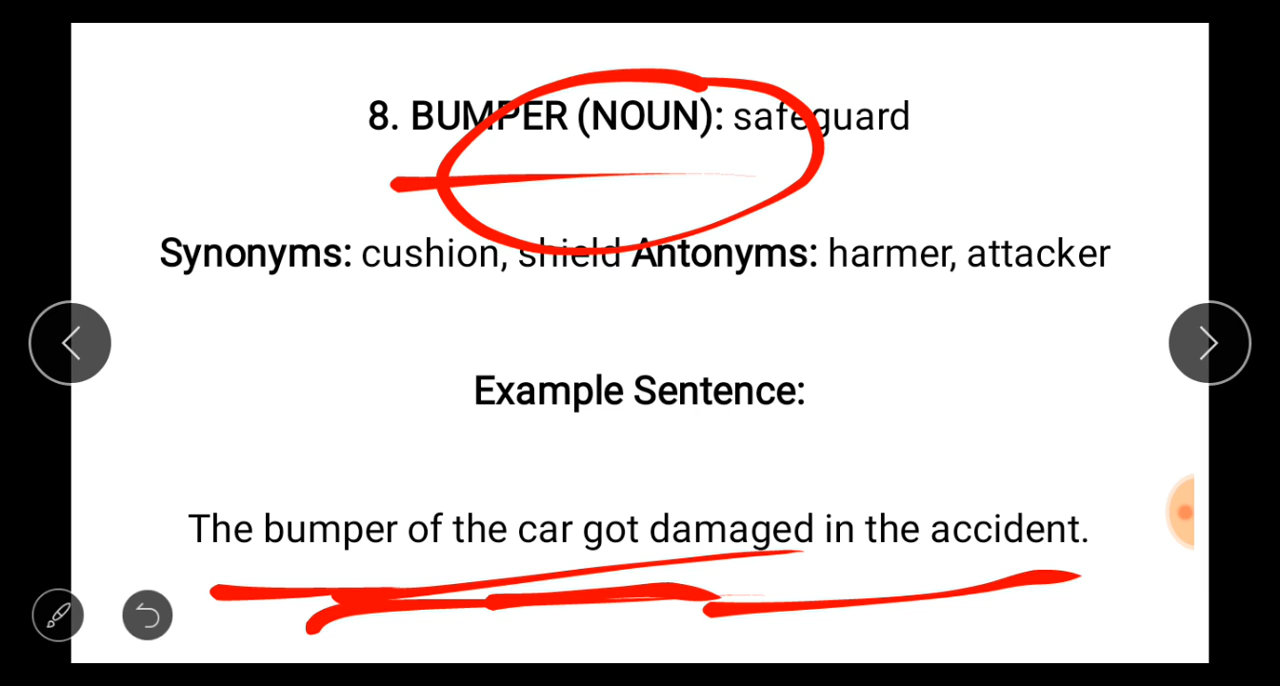 8. BUMPER (NOUN): safeguard
Synonyms: cushion, shield Antonyms: harmer, attacker
Example Sentence:
The bumper of the car got damaged in the accident.